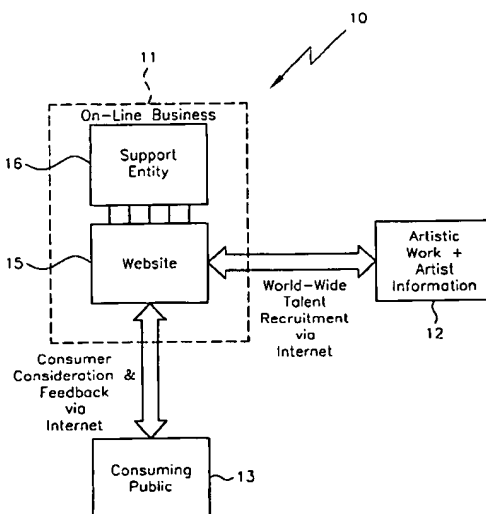 10
11
On-Line Business
16
Support
Entity
15
Website
Artistic
Work +
Artist
Information
12
World-Wide
Talent
Recruitment
via
Internet
Consumer
Consideration &
Feedback
via
Internet
Consuming
Public
13